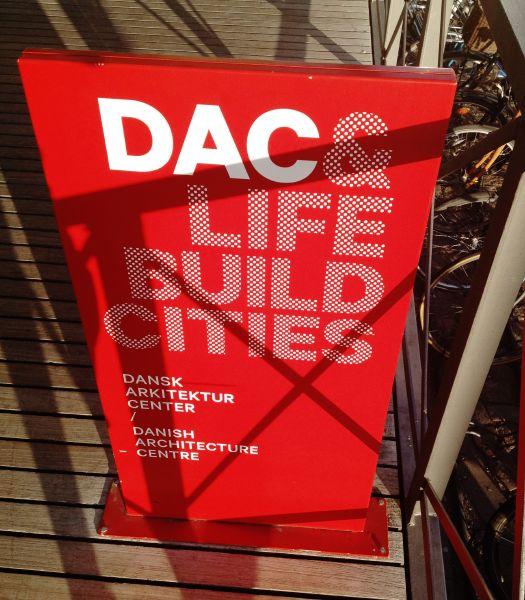 DAC&
LIFE
BUILD
CITIES
DANSK
ARKITEKTUR
CENTER
/
DANISH
ARCHITECTURE
– CENTRE